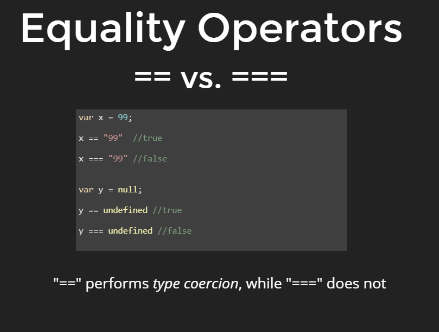 Equality Operators
== vs. ===
var x = 99;
x == "99" //true
x === "99" //false
var y = null;
y == undefined //true
y === undefined //false
"==" performs type coercion, while "===" does not